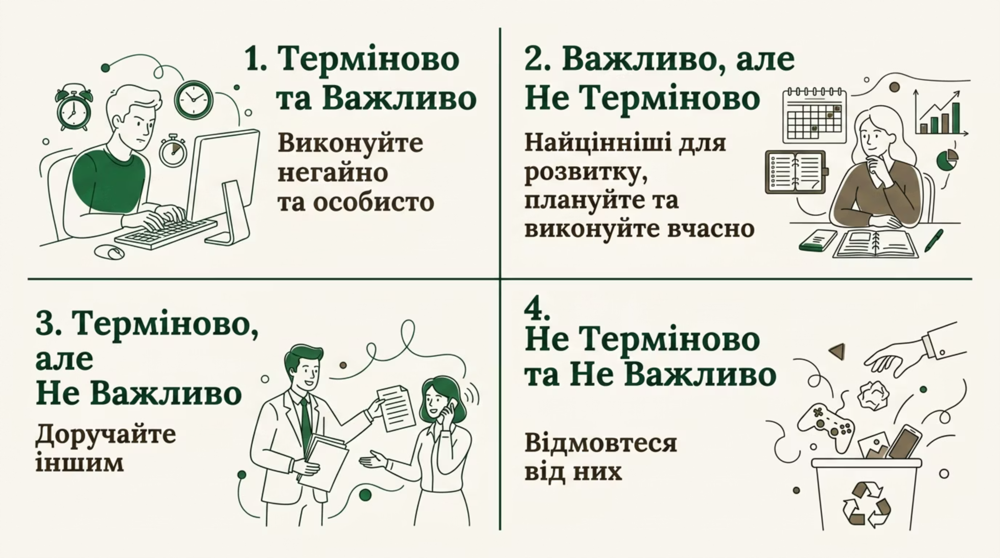 1. Терміново
та Важливо
Виконуйте
негайно
та особисто
2. Важливо, але
Не Терміново
Найцінніші для
розвитку,
плануйте та
виконуйте вчасно
3. Терміново,
але
Не Важливо
Доручайте
іншим
4.
Не Терміново
та Не Важливо
Відмовтеся
від них